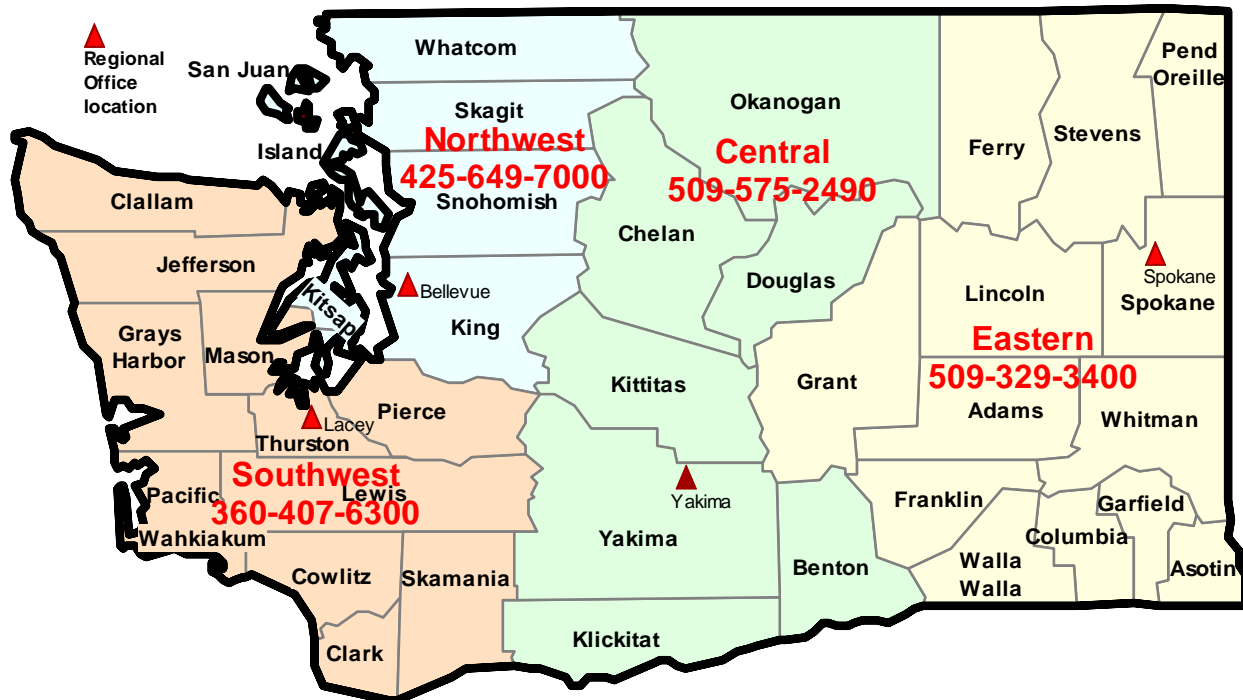 Regional
Office
location
Whatcom
San Juan
Skagit
Island
Northwest
425-649-7000
Snohomish
Okanogan
Central
509-575-2490
Ferry
Stevens
Pend
Oreille
Clallam
Jefferson
Chelan
Douglas
Kitsap
Bellevue
King
Lincoln
Spokane
Spokane
Grays
Harbor
Mason
Eastern
509-329-3400
Kittitas
Grant
Adams
Whitman
Pierce
Lacey
Thurston
Southwest
360-407-6300
Lewis
Pacific
Wahkiakum
Yakima
Yakima
Franklin
Garfield
Columbia
Cowlitz
Skamania
Benton
Walla
Walla
Asotin
Klickitat
Clark